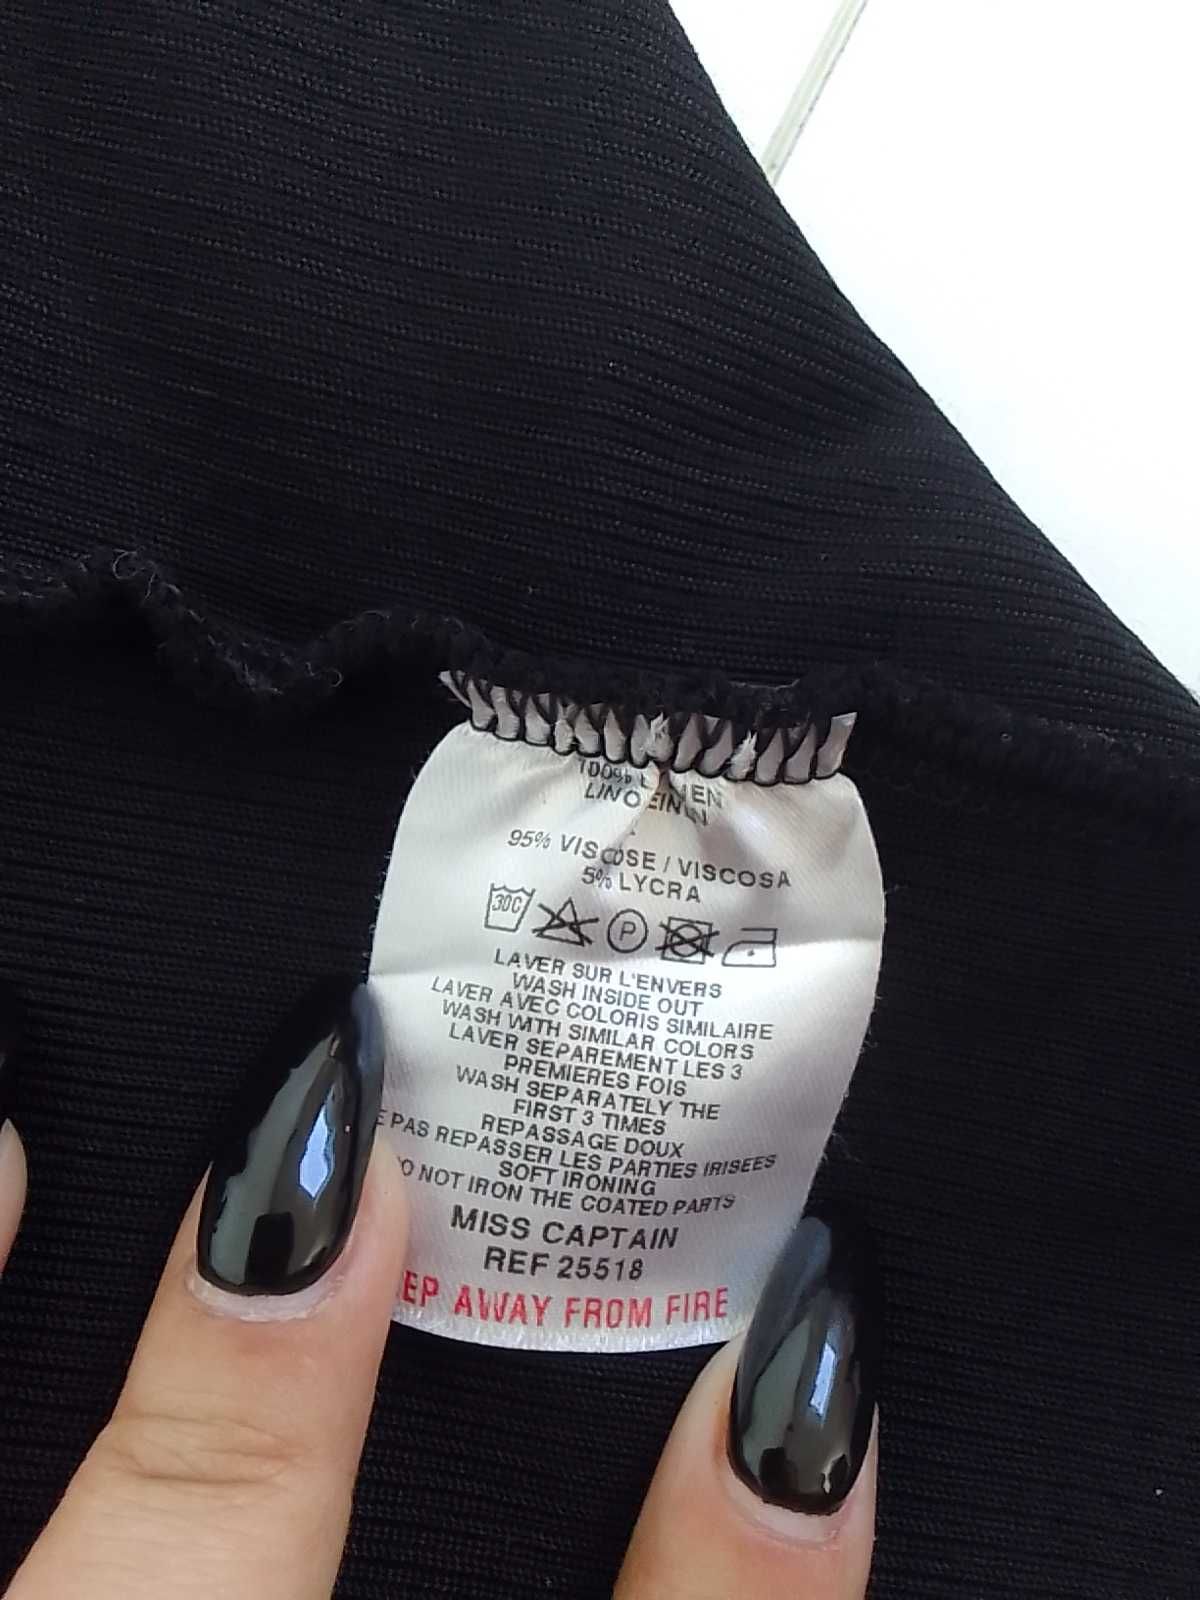 100%
95% VISCOSE / VISCOSA
5% LYCRA
30C P
LAVER SUR L'ENVERS
WASH INSIDE OUT
LAVER AVEC COLORIS SIMILAIRE
WASH WITH SIMILAR COLORS
LAVER SEPAREMENT LES 3
PREMIERES FOIS
WASH SEPARATELY THE
FIRST 3 TIMES
REPASSAGE DOUX
E PAS REPASSER LES PARTIES IRISEES
SOFT IRONING
O NOT IRON THE COATED PARTS
MISS CAPTAIN
REF 25518
EP AWAY FROM FIRE